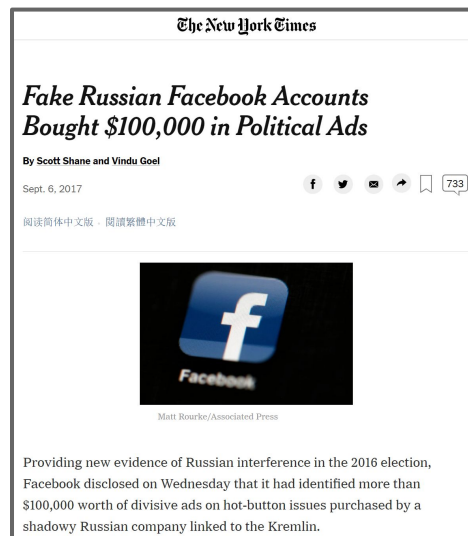 The New York Times
Fake Russian Facebook Accounts
Bought $100,000 in Political Ads
By Scott Shane and Vindu Goel
Sept. 6, 2017
733
阅读简体中文版 · 閱讀繁體中文版
Facebook
Matt Rourke/Associated Press
Providing new evidence of Russian interference in the 2016 election,
Facebook disclosed on Wednesday that it had identified more than
$100,000 worth of divisive ads on hot-button issues purchased by a
shadowy Russian company linked to the Kremlin.